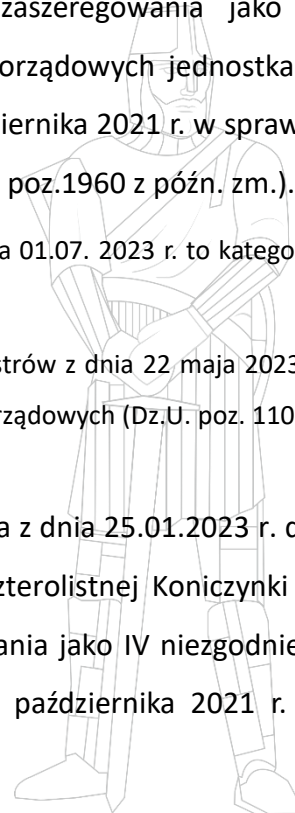 zaszeregowania jako
orządowych jednostka
iernika 2021 r. w spraw
poz.1960 z późn. zm.).
a 01.07. 2023 r. to katego
strów z dnia 22 maja 2023
rządowych (Dz.U. poz. 110
a z dnia 25.01.2023 r. d
zterolistnej Koniczynki
ania jako IV niezgodnie
października 2021 r.